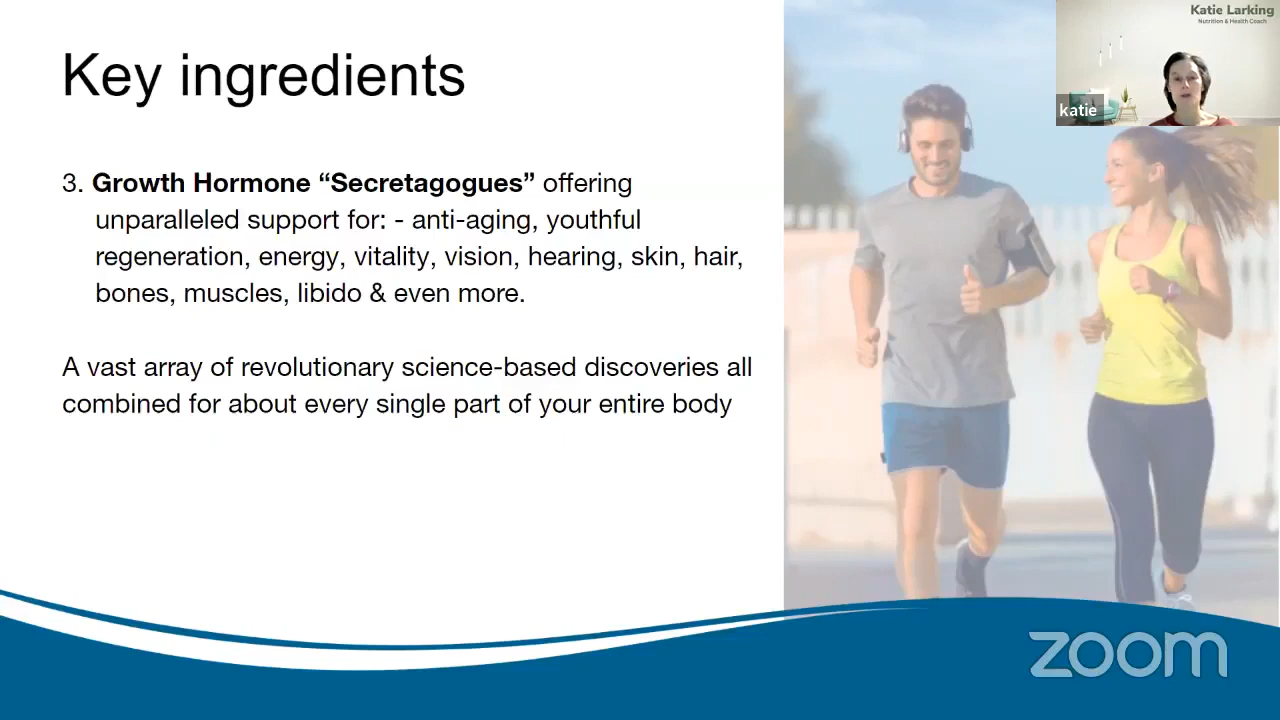 Key ingredients
Katie Larking
Nutrition & Health Coach
katie
3. Growth Hormone “Secretagogues” offering
unparalleled support for: - anti-aging, youthful
regeneration, energy, vitality, vision, hearing, skin, hair,
bones, muscles, libido & even more.
A vast array of revolutionary science-based discoveries all
combined for about every single part of your entire body
zoom